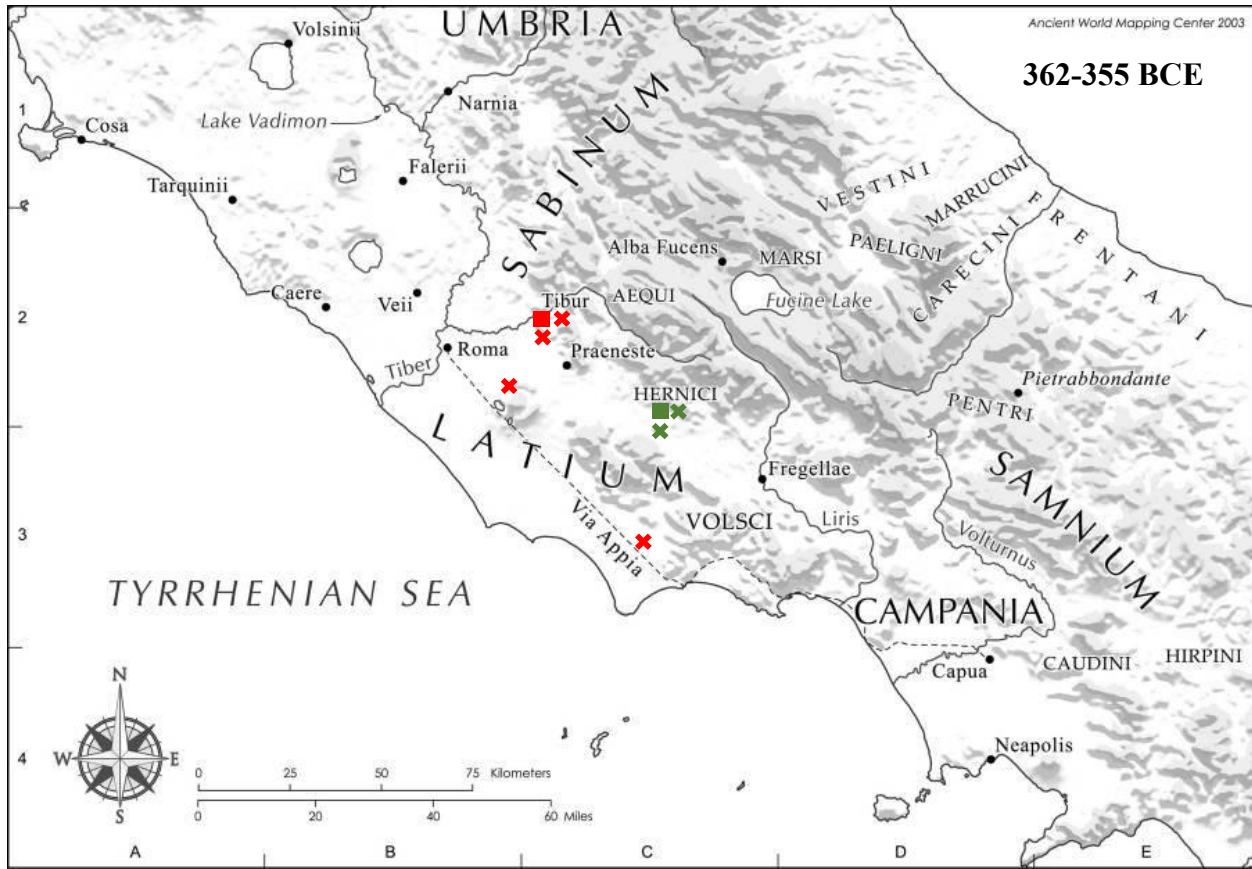 Ancient World Mapping Center 2003
362-355 BCE
UMBRIA
Volsinii
Narnia
Lake Vadimon
Cosa
1
Falerii
Tarquinii
SABINUM
VESTINI
MARRUCINI
FRENTANI
PAELIGNI
CARECINI
Alba Fucens
MARSI
Fucine Lake
AEQUI
Tibur
Caere
Veii
2
Roma
Praeneste
Tiber
HERNICI
Pietrabbondante
PENTRI
LATIUM
Fregellae
SAMNIUM
VOLSCI
Liris
Via Appia
Volturnus
3
TYRRHENIAN SEA
CAMPANIA
Capua
CAUDINI
HIRPINI
N
W
E
S
4
Neapolis
0 25 50 75 Kilometers
0 20 40 60 Miles
A B C D E